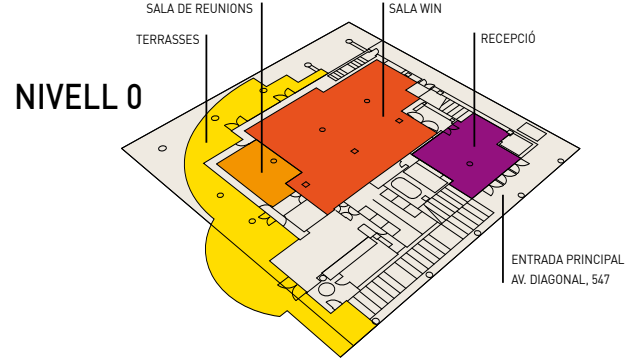 SALA DE REUNIONS
SALA WIN
TERRASSES
RECEPCIÓ
NIVELL 0
ENTRADA PRINCIPAL
AV. DIAGONAL, 547